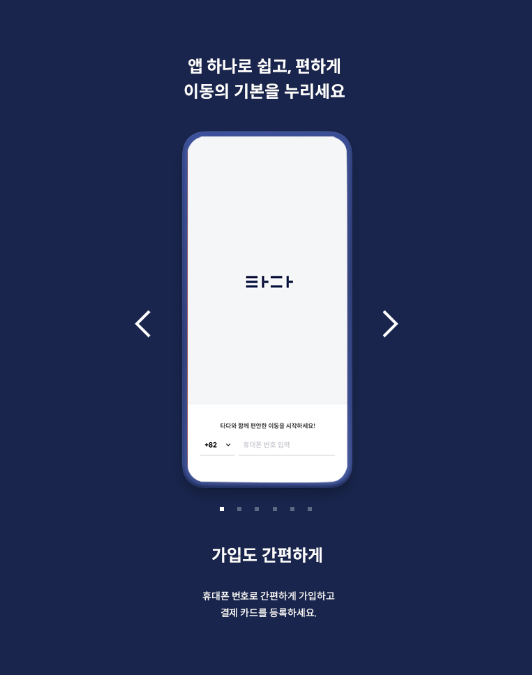 앱 하나로 쉽고, 편하게
이동의 기본을 누리세요
타다
타다와 함께 편안한 이동을 시작하세요!
+82
휴대폰 번호 입력
가입도 간편하게
휴대폰 번호로 간편하게 가입하고
결제 카드를 등록하세요.